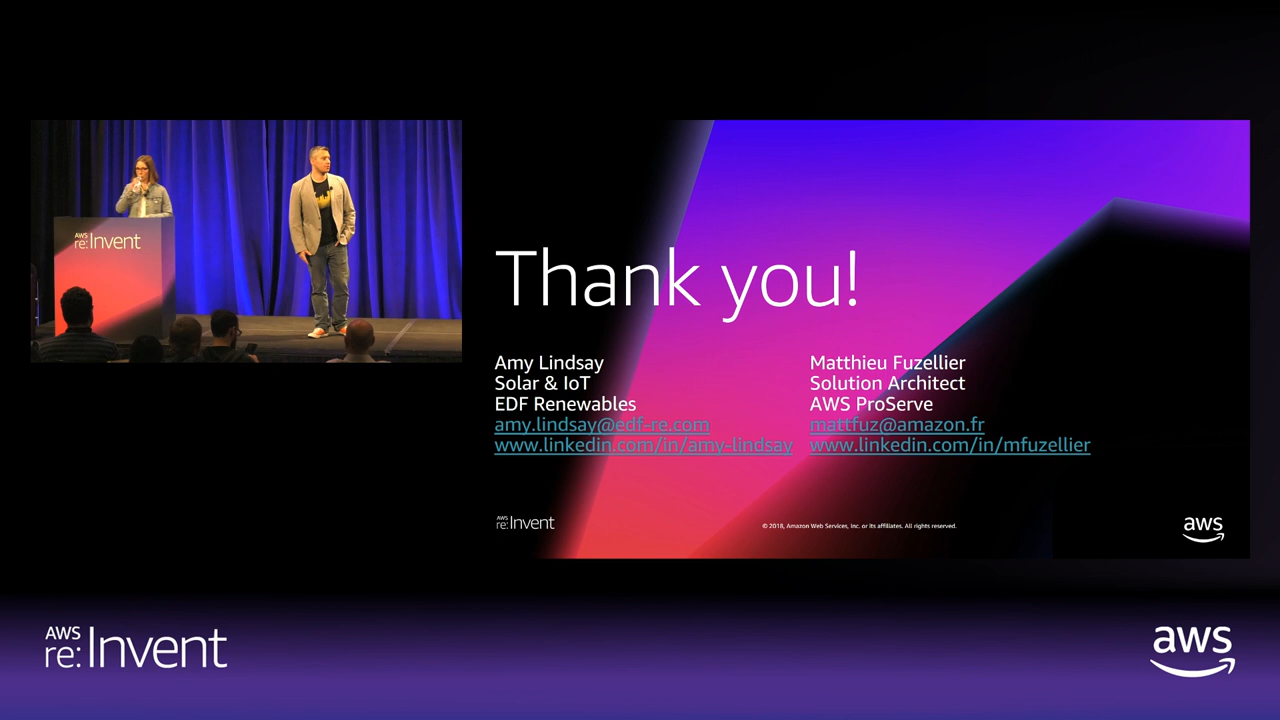 AWS
re:Invent
Thank you!
Amy Lindsay
Solar & IoT
EDF Renewables
amy.lindsay@edf-re.com
www.linkedin.com/in/amy-lindsay
Matthieu Fuzellier
Solution Architect
AWS ProServe
mattfuz@amazon.fr
www.linkedin.com/in/mfuzellier
AWS
re:Invent
© 2018, Amazon Web Services, Inc. or its affiliates. All rights reserved.
aws
AWS
re:Invent
aws